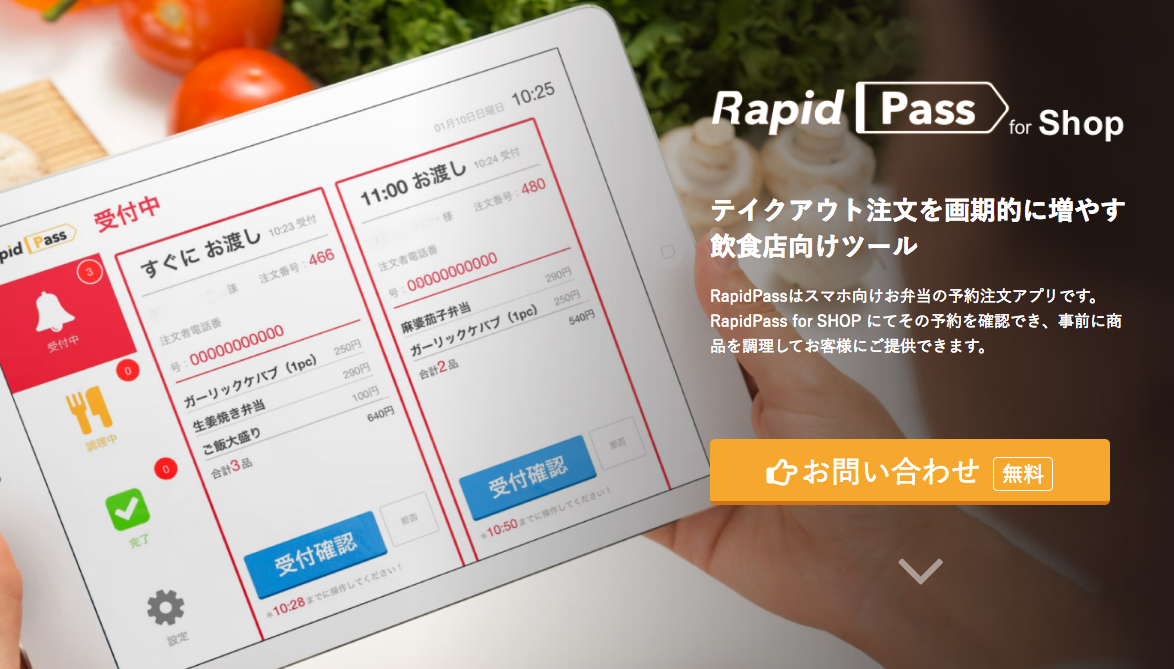 Rapid Pass for Shop
テイクアウト注文を画期的に増やす
飲食店向けツール
RapidPassはスマホ向けお弁当の予約注文アプリです。
RapidPass for SHOP にてその予約を確認でき、事前に商
品を調理してお客様にご提供できます。
お問い合わせ 無料
pid Pass
受付中
01月10日日曜日 10:25
3
受付中
0
調理中
0
完了
設定
すぐに お渡し 10:23 受付
様 注文番号：466
注文者電話番
号：00000000000
ガーリックケバブ（1pc） 250円
生姜焼き弁当 290円
ご飯大盛り 100円
合計3品 640円
受付確認 拒否
※10:28までに操作してください！
11:00 お渡し 10:24 受付
様 注文番号：480
注文者電話番
号：00000000000
麻婆茄子弁当 290円
ガーリックケバブ（1pc） 250円
合計2品 540円
受付確認 拒否
※10:50までに操作してください！